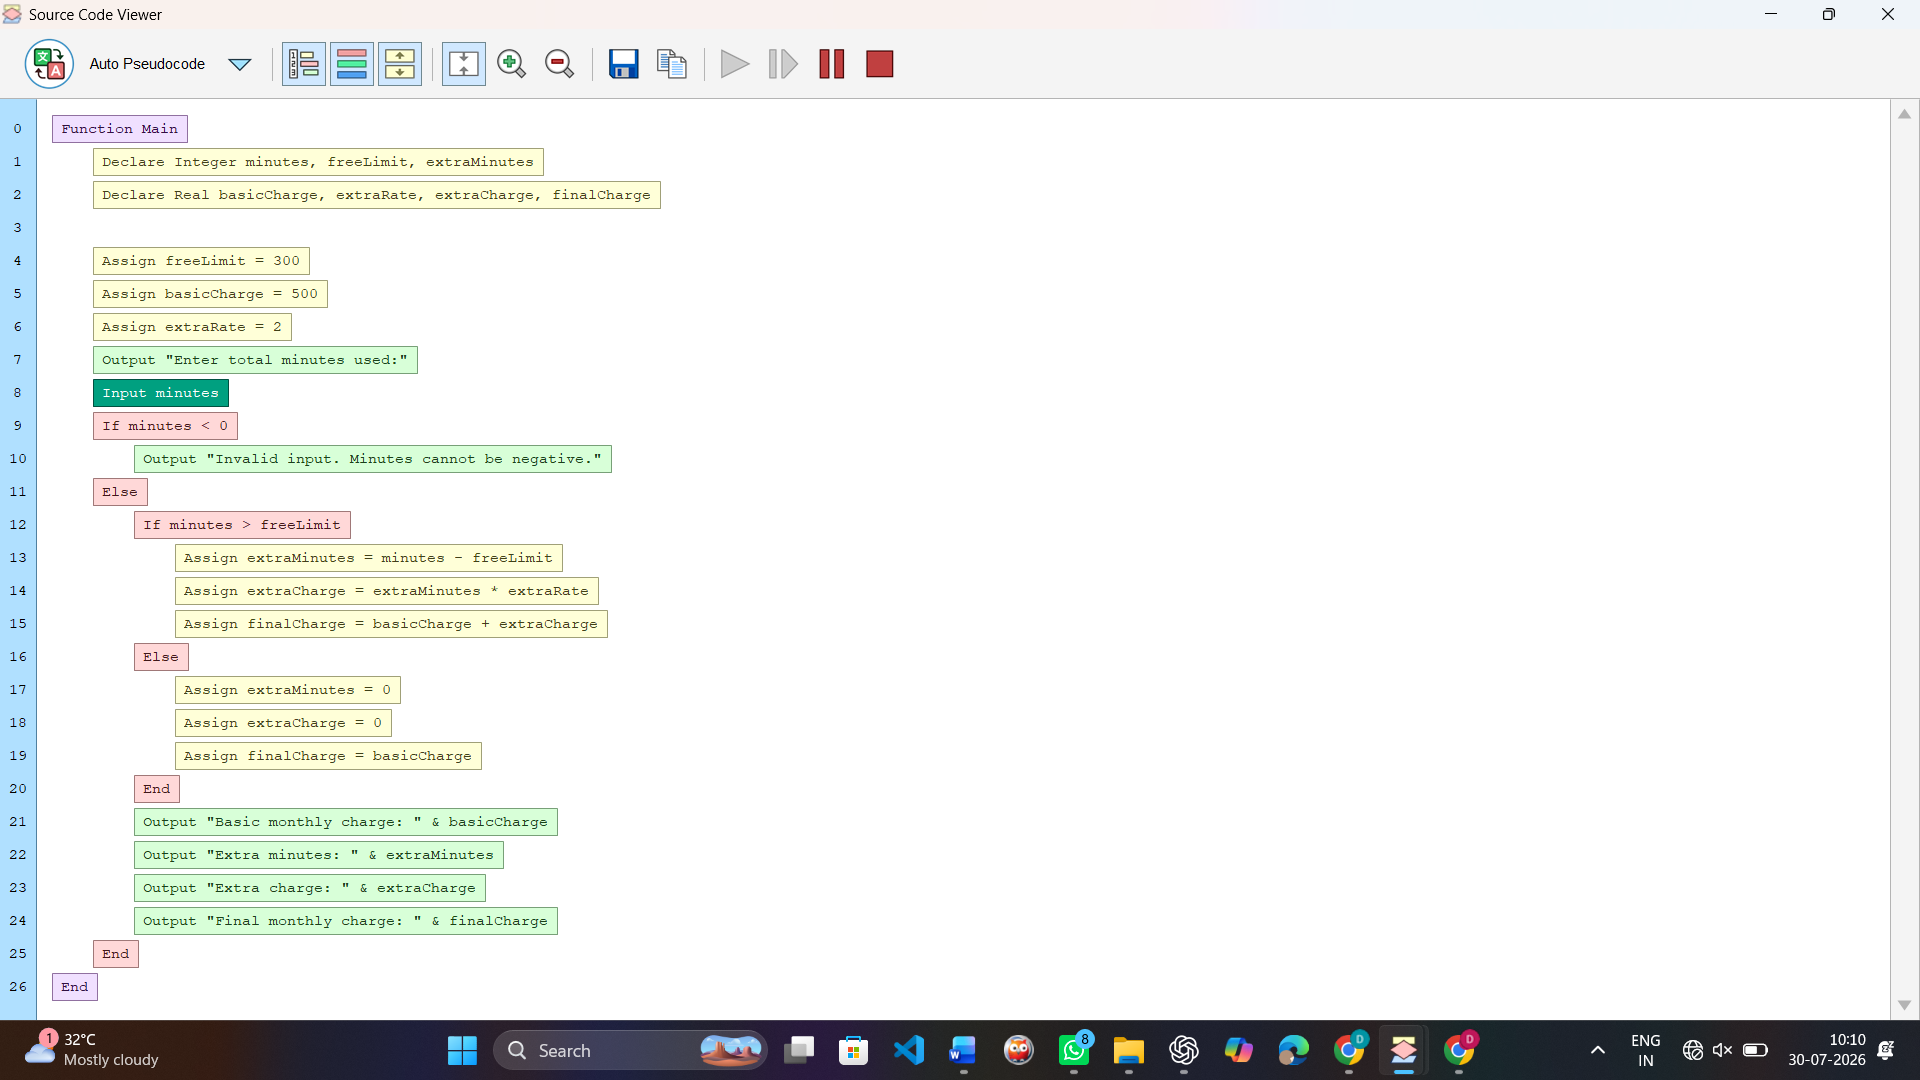 Source Code Viewer
Auto Pseudocode
0 Function Main
1 Declare Integer minutes, freeLimit, extraMinutes
2 Declare Real basicCharge, extraRate, extraCharge, finalCharge
3
4 Assign freeLimit = 300
5 Assign basicCharge = 500
6 Assign extraRate = 2
7 Output "Enter total minutes used:"
8 Input minutes
9 If minutes < 0
10 Output "Invalid input. Minutes cannot be negative."
11 Else
12 If minutes > freeLimit
13 Assign extraMinutes = minutes - freeLimit
14 Assign extraCharge = extraMinutes * extraRate
15 Assign finalCharge = basicCharge + extraCharge
16 Else
17 Assign extraMinutes = 0
18 Assign extraCharge = 0
19 Assign finalCharge = basicCharge
20 End
21 Output "Basic monthly charge: " & basicCharge
22 Output "Extra minutes: " & extraMinutes
23 Output "Extra charge: " & extraCharge
24 Output "Final monthly charge: " & finalCharge
25 End
26 End
1 32°C
Mostly cloudy
Search
8
D
D
ENG
IN
10:10
30-07-2026